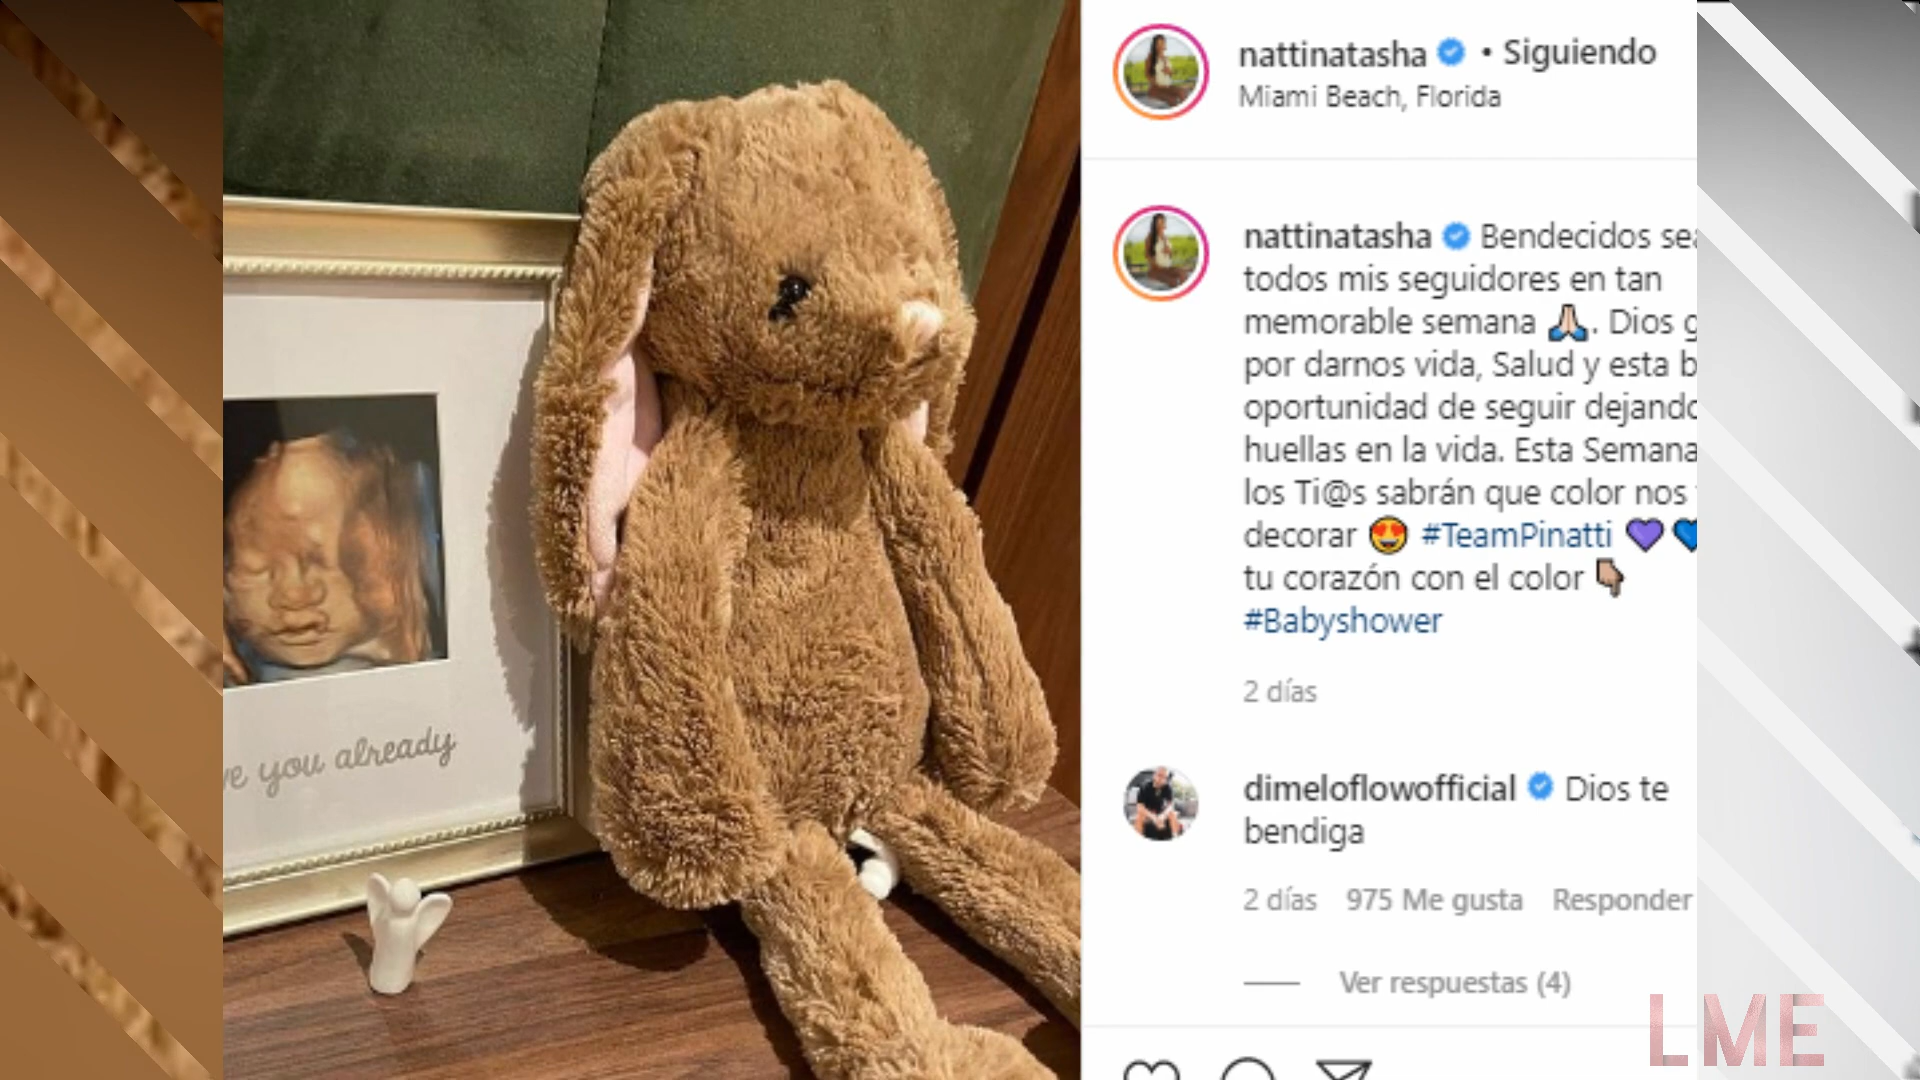 nattinatasha • Siguiendo
Miami Beach, Florida
nattinatasha Bendecidos
todos mis seguidores en tan
memorable semana 🙏🏻. Dios
por darnos vida, Salud y esta
oportunidad de seguir dejando
huellas en la vida. Esta Semana
los Ti@s sabrán que color nos
decorar 😍 #TeamPinatti 💜💙
tu corazón con el color 👇🏽
#Babyshower
2 días
dimeloflowofficial Dios te
bendiga
2 días 975 Me gusta Responder
Ver respuestas (4)
you already
LME